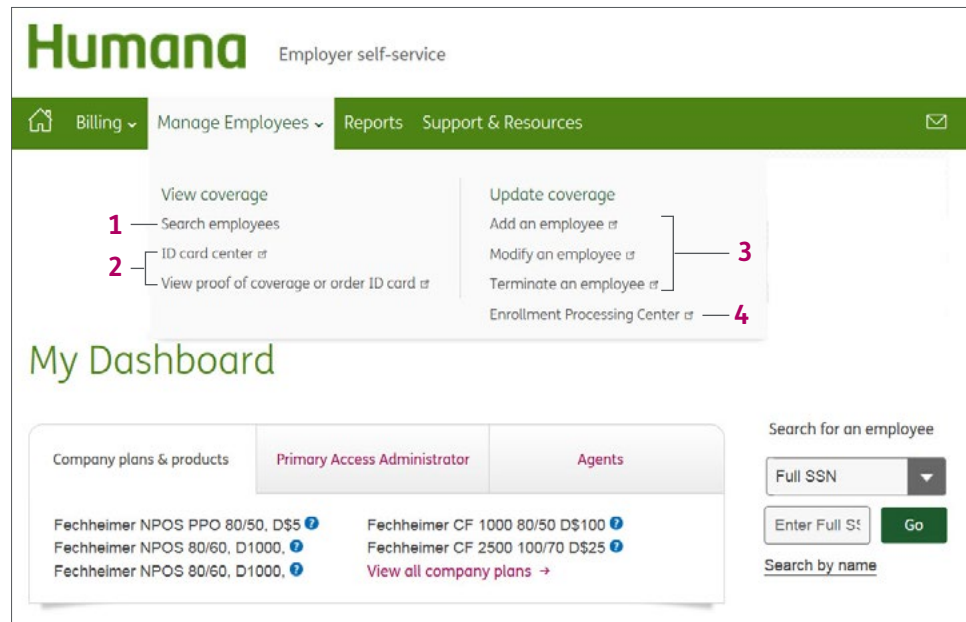 Humana Employer self-service
Billing Manage Employees Reports Support & Resources
View coverage
1 Search employees
2 ID card center
View proof of coverage or order ID card
Update coverage
Add an employee
Modify an employee
Terminate an employee
3
Enrollment Processing Center 4
My Dashboard
Company plans & products Primary Access Administrator Agents
Fechheimer NPOS PPO 80/50, D$5 ?
Fechheimer NPOS 80/60, D1000, ?
Fechheimer NPOS 80/60, D1000, ?
Fechheimer CF 1000 80/50 D$100 ?
Fechheimer CF 2500 100/70 D$25 ?
View all company plans →
Search for an employee
Full SSN
Enter Full S
Go
Search by name